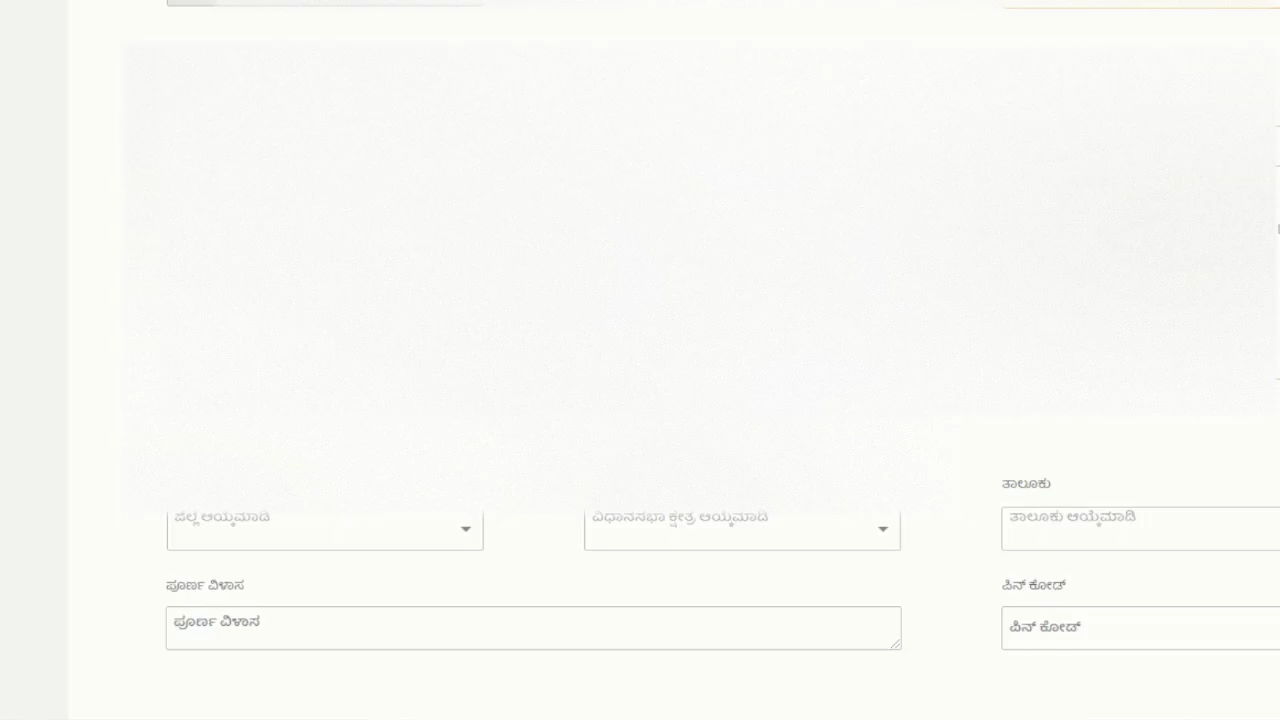 ತಾಲೂಕು
ಜಿಲ್ಲೆ ಆಯ್ಕೆಮಾಡಿ ವಿಧಾನಸಭಾ ಕ್ಷೇತ್ರ ಆಯ್ಕೆಮಾಡಿ ತಾಲೂಕು ಆಯ್ಕೆಮಾಡಿ
ಪೂರ್ಣ ವಿಳಾಸ ಪಿನ್ ಕೋಡ್
ಪೂರ್ಣ ವಿಳಾಸ ಪಿನ್ ಕೋಡ್